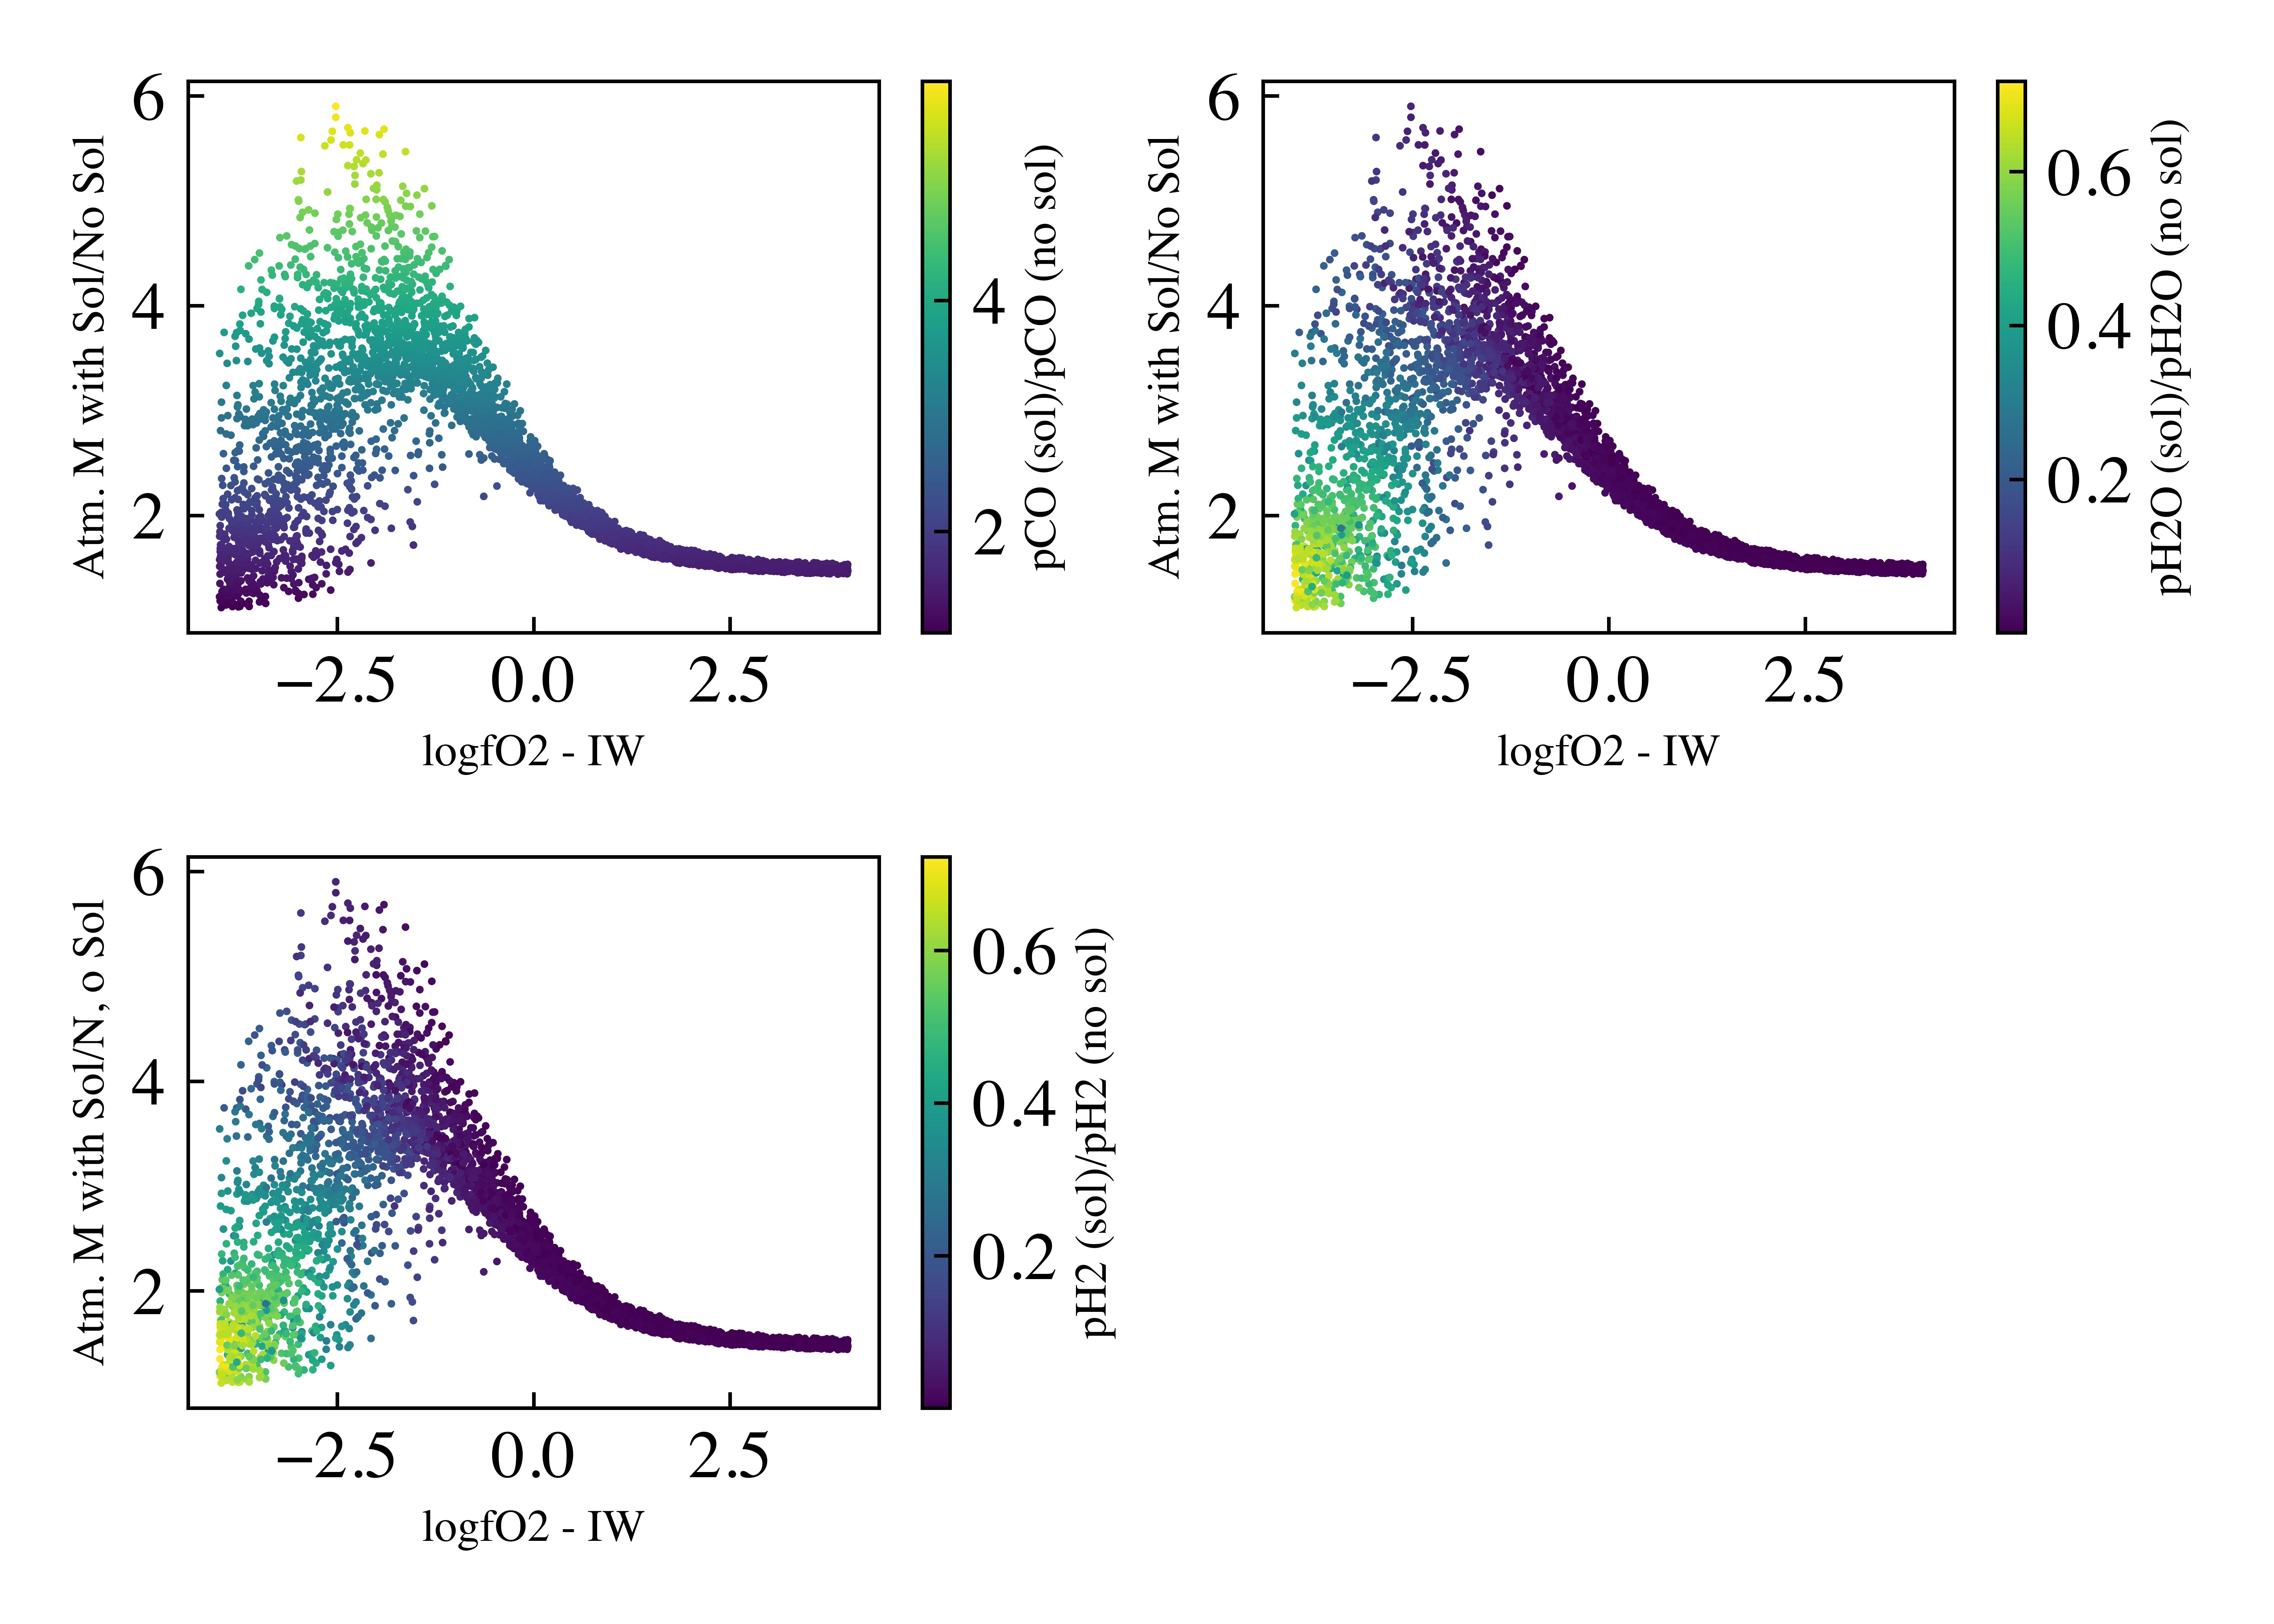 6
4
2
Atm. M with Sol/No Sol
−2.5 0.0 2.5
logfO2 - IW
4
2
pCO (sol)/pCO (no sol)
6
4
2
Atm. M with Sol/No Sol
−2.5 0.0 2.5
logfO2 - IW
0.6
0.4
0.2
pH2O (sol)/pH2O (no sol)
6
4
2
Atm. M with Sol/N, o Sol
−2.5 0.0 2.5
logfO2 - IW
0.6
0.4
0.2
pH2 (sol)/pH2 (no sol)